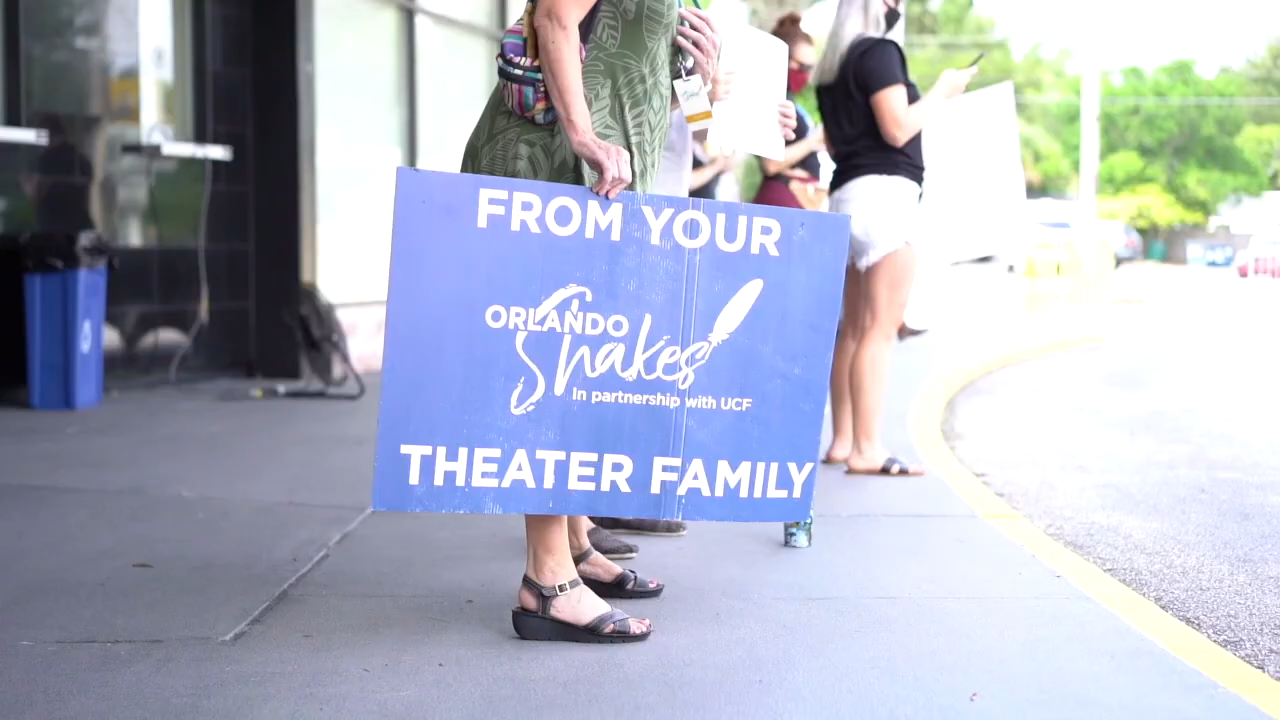 FROM YOUR
ORLANDO
Shakes
In partnership with UCF
THEATER FAMILY